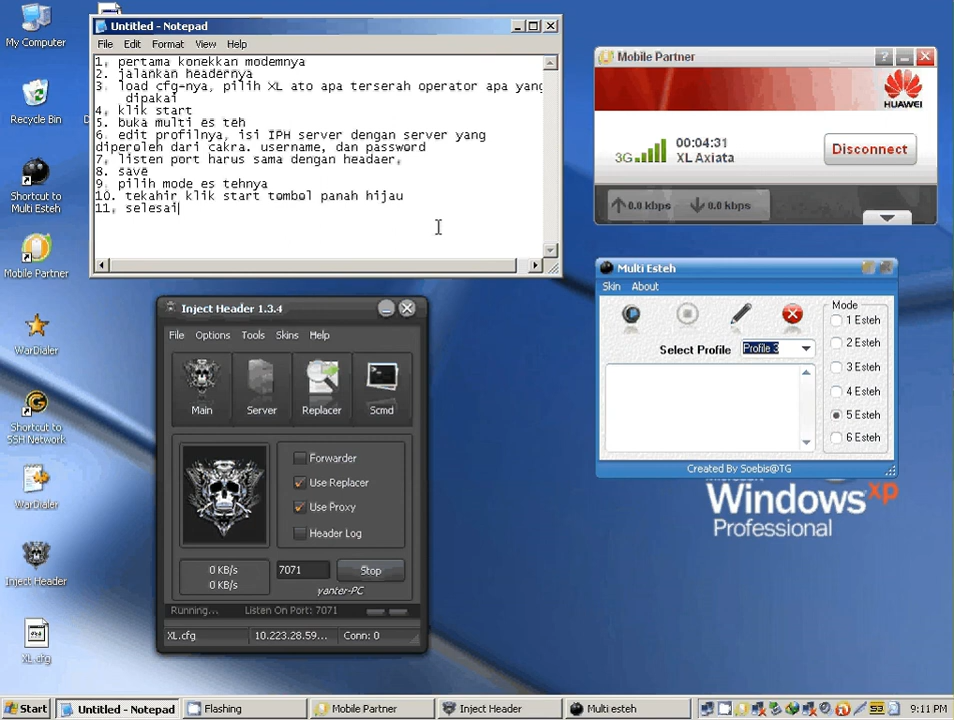 My Computer
Recycle Bin
Shortcut to
Multi Esteh
Mobile Partner
WarDialer
Shortcut to
SSH Network
WarDialer
Inject Header
XL.cfg
Untitled - Notepad
File Edit Format View Help
1. pertama konekkan modemnya
2. jalankan headernya
3. load cfg-nya, pilih XL ato apa terserah operator apa yang
dipakai
4. klik start
5. buka multi es teh
6. edit profilnya, isi IPH server dengan server yang
diperoleh dari cakra. username, dan password
7. listen port harus sama dengan headaer.
8. save
9. pilih mode es tehnya
10. tekahir klik start tombol panah hijau
11. selesai
Mobile Partner
HUAWEI
3G
00:04:31
XL Axiata
Disconnect
0.0 kbps 0.0 kbps
Multi Esteh
Skin About
Select Profile Profile 3
Mode
1 Esteh
2 Esteh
3 Esteh
4 Esteh
5 Esteh
6 Esteh
Created By Soebis@TG
Inject Header 1.3.4
File Options Tools Skins Help
Main Server Replacer Scmd
Forwarder
Use Replacer
Use Proxy
Header Log
0 KB/s
0 KB/s
7071
Stop
yanter-PC
Running... Listen On Port: 7071
XL.cfg 10.223.28.59... Conn: 0
Windows xp
Professional
Start Untitled - Notepad Flashing Mobile Partner Inject Header Multi esteh 9:11 PM